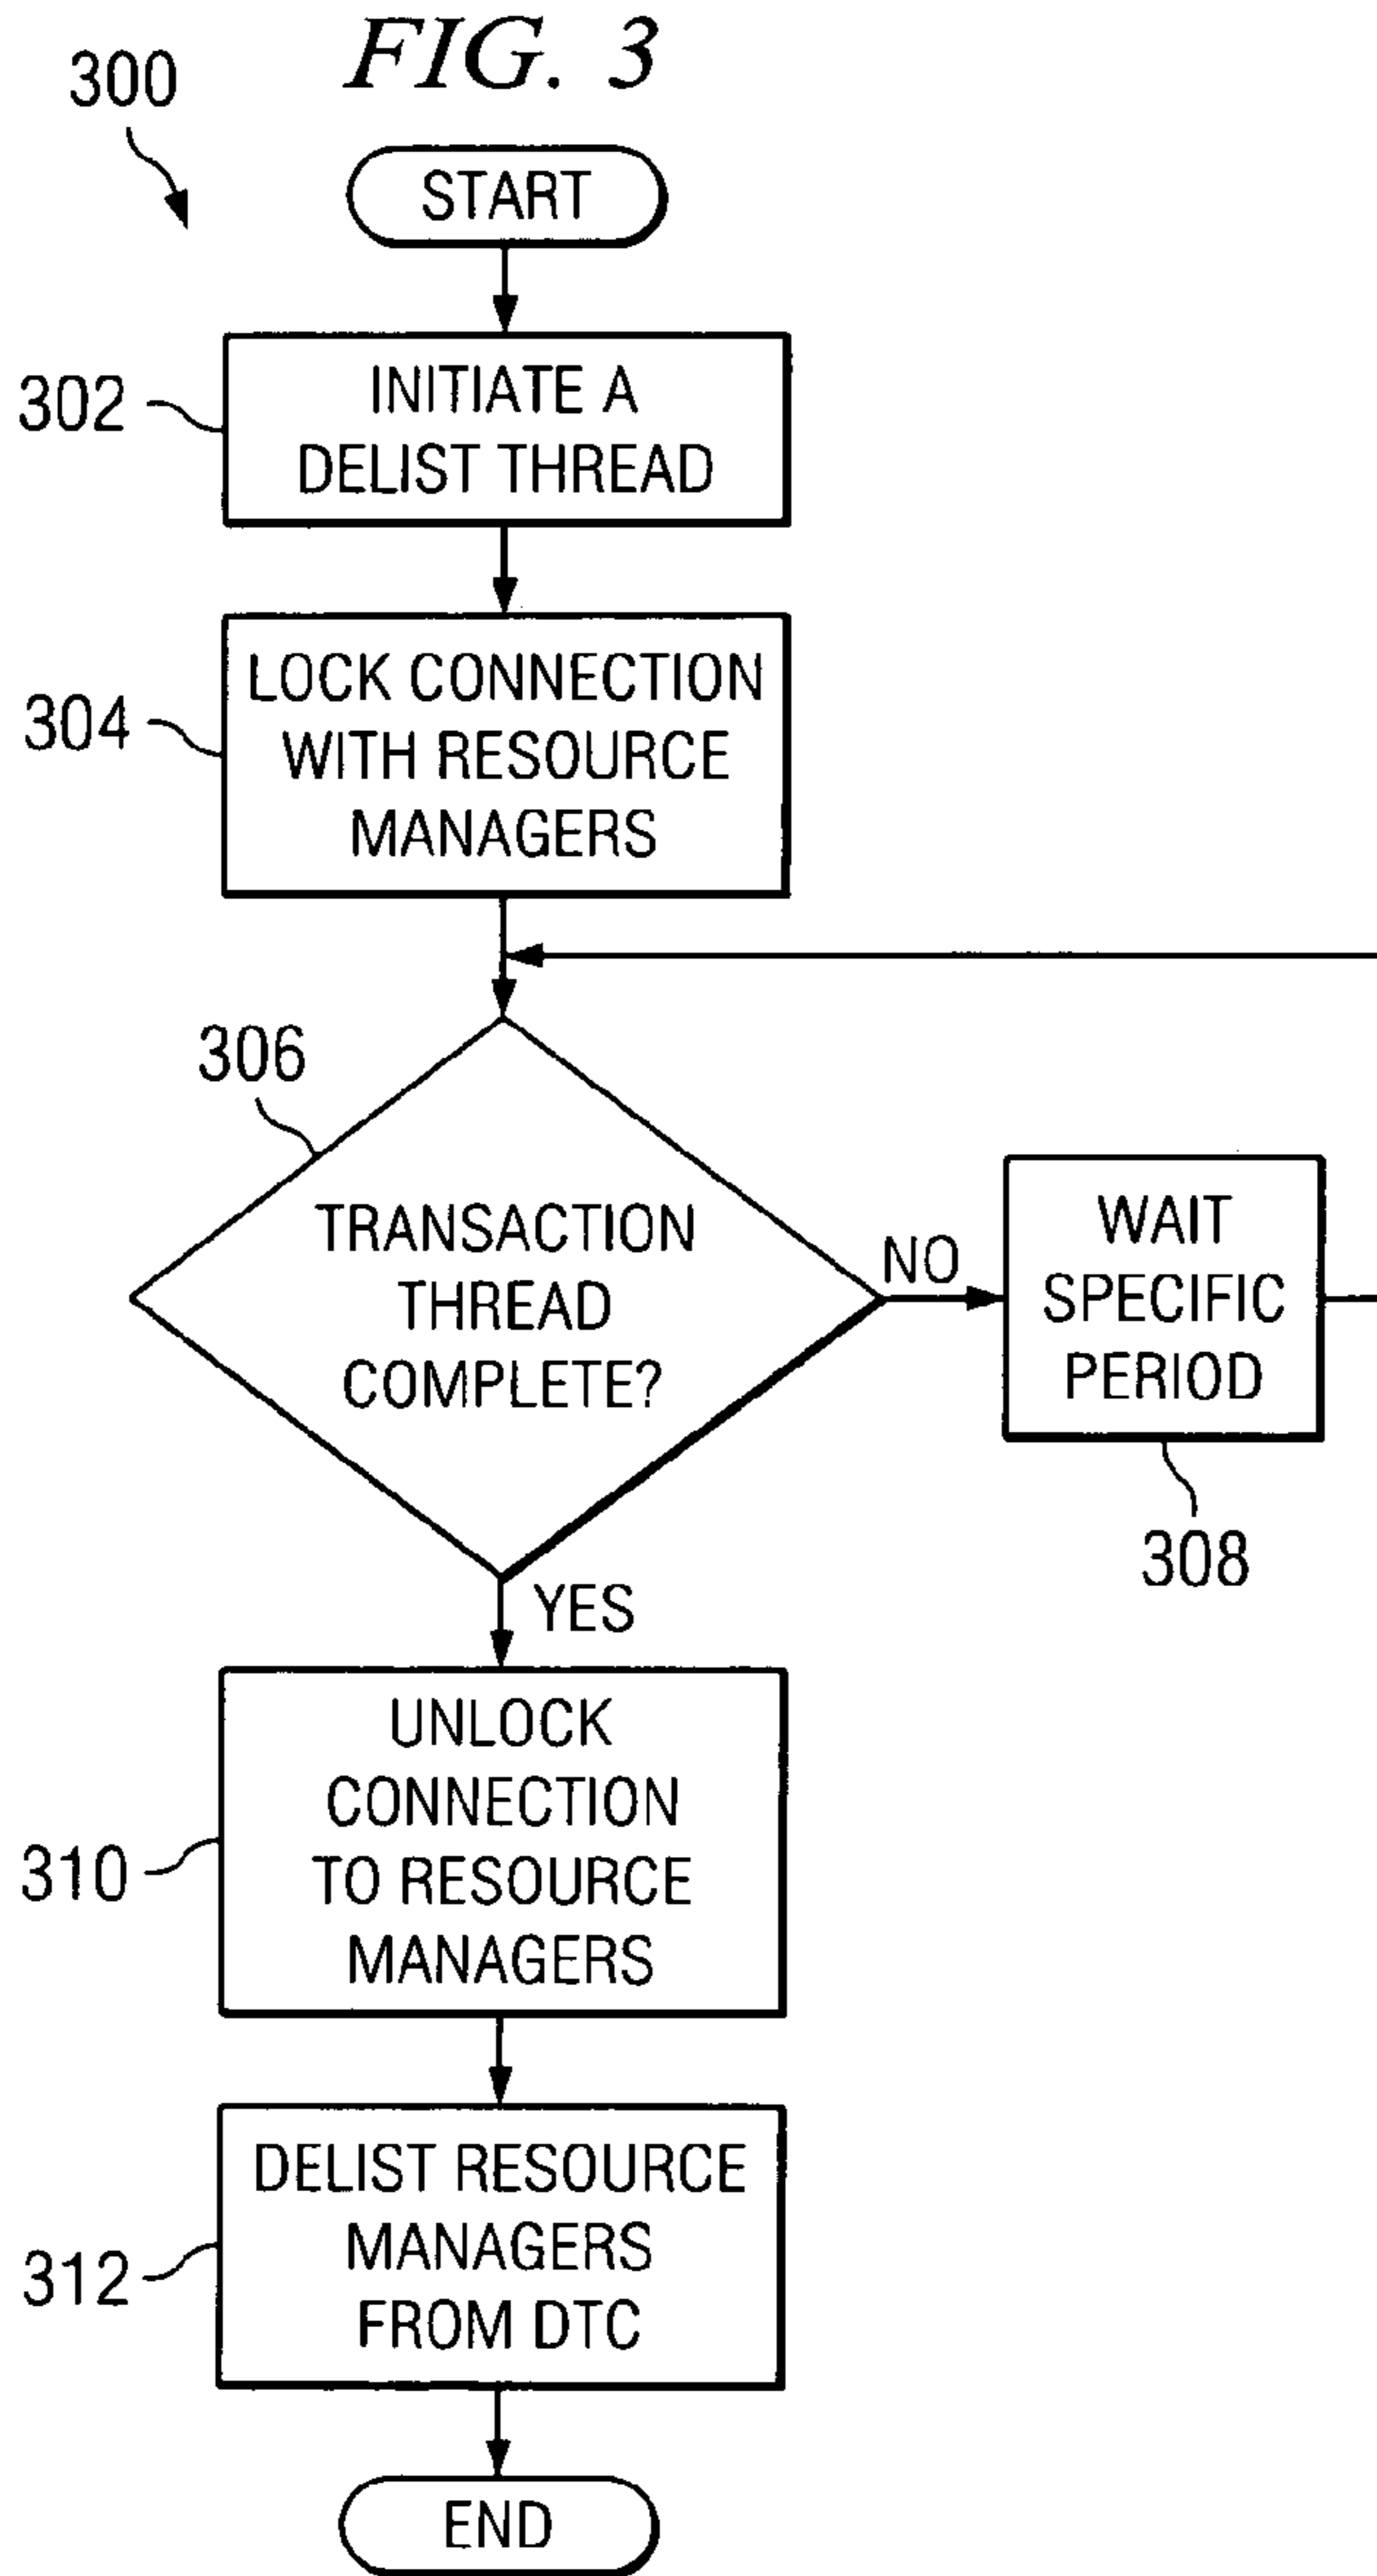 FIG. 3
300
START
302
INITIATE A
DELIST THREAD
304
LOCK CONNECTION
WITH RESOURCE
MANAGERS
306
TRANSACTION
THREAD
COMPLETE?
NO
WAIT
SPECIFIC
PERIOD
308
YES
310
UNLOCK
CONNECTION
TO RESOURCE
MANAGERS
312
DELIST RESOURCE
MANAGERS
FROM DTC
END